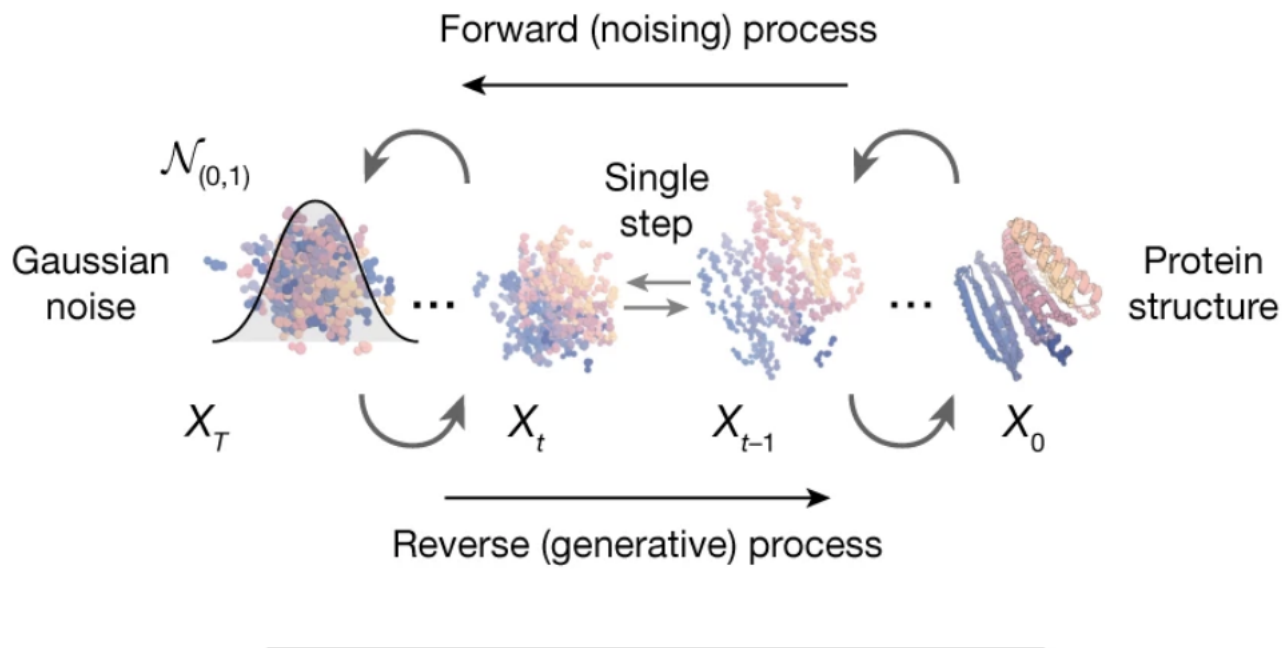 Forward (noising) process
𝒩(0,1)
Single
step
Gaussian
noise
...
...
Protein
structure
X_T
X_t
X_t–1
X_0
Reverse (generative) process